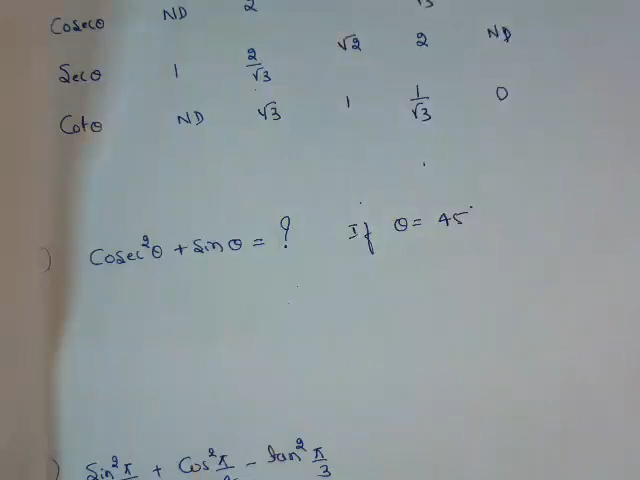 Cosecθ ND 2
Secθ 1 2/√3 √2 2 ND
Cotθ ND √3 1 1/√3 0
) Cosec²θ + Sinθ = ? If θ = 45°
) Sin²π + Cos²π - tan²π/3